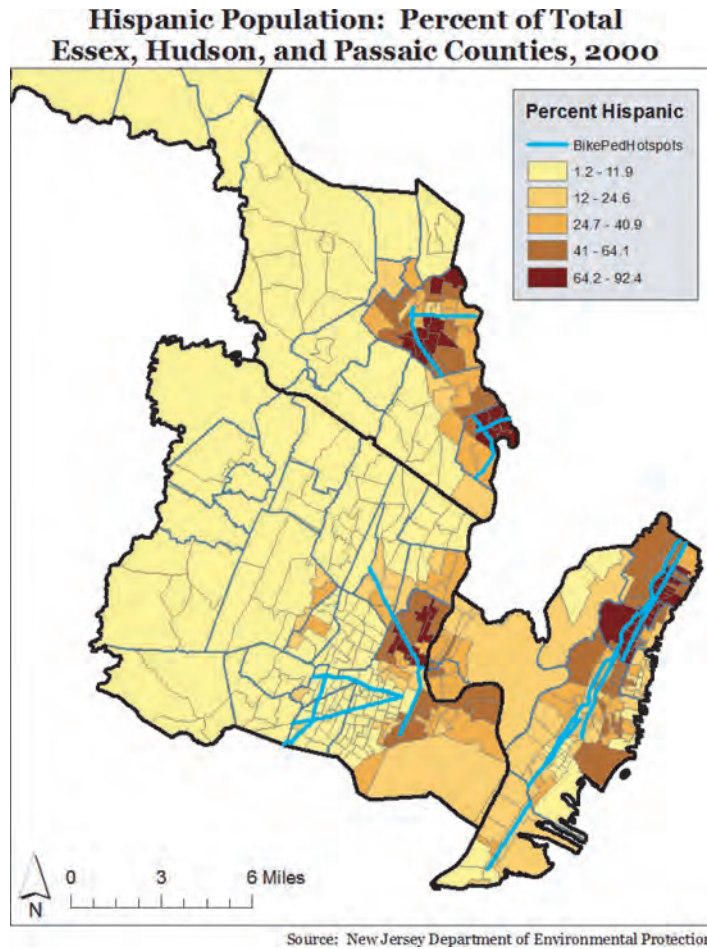 Hispanic Population: Percent of Total
Essex, Hudson, and Passaic Counties, 2000
Percent Hispanic
BikePedHotspots
1.2 - 11.9
12 - 24.6
24.7 - 40.9
41 - 64.1
64.2 - 92.4
0 3 6 Miles
N
Source: New Jersey Department of Environmental Protection